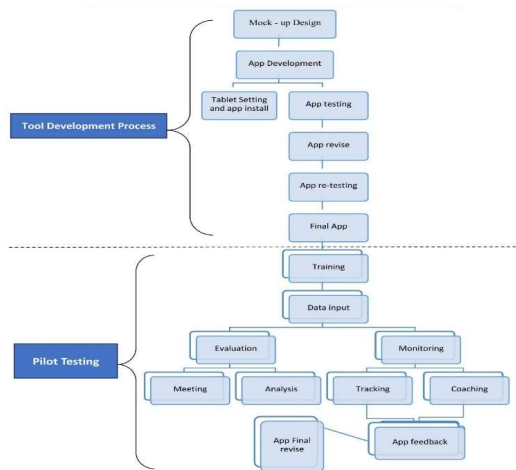 Mock - up Design
App Development
Tablet Setting
and app install
App testing
Tool Development Process
App revise
App re-testing
Final App
Training
Data input
Evaluation
Monitoring
Pilot Testing
Meeting
Analysis
Tracking
Coaching
App Final
revise
App feedback